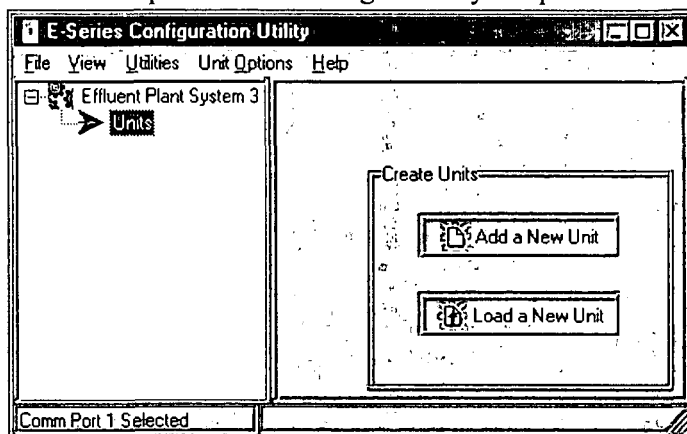 E-Series Configuration Utility
File View Utilities Unit Options Help
Effluent Plant System 3
Units
Create Units
Add a New Unit
Load a New Unit
Comm Port 1 Selected